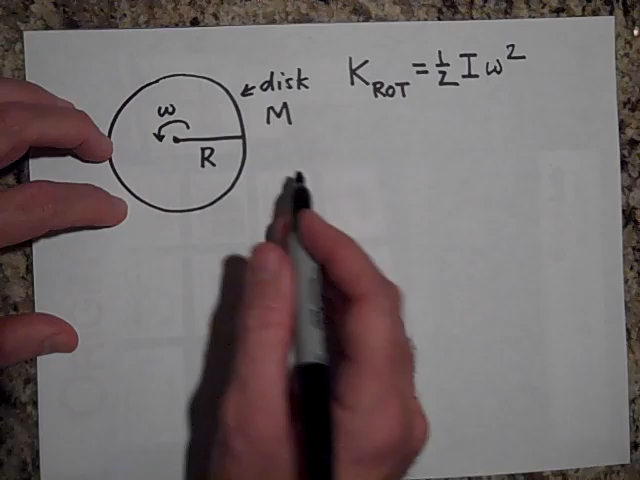 disk
M
ω
R
K_ROT = ½ I ω²